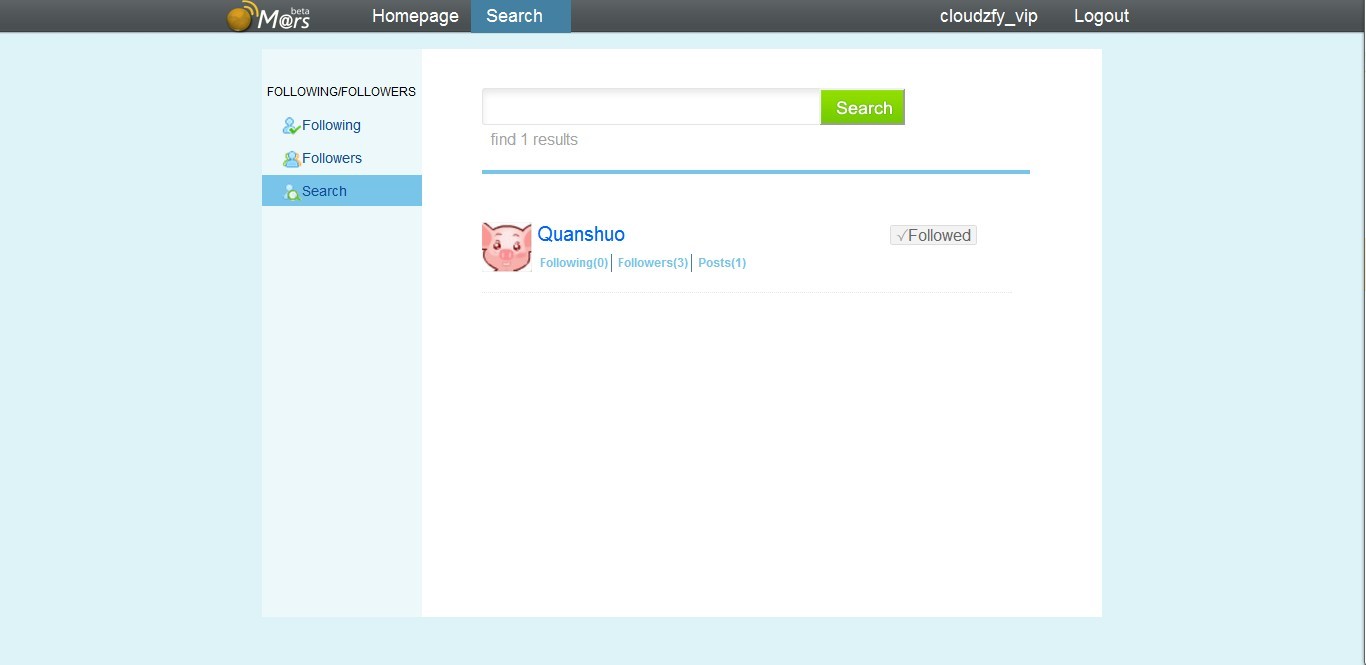 M@rs beta
Homepage
Search
cloudzfy_vip
Logout
FOLLOWING/FOLLOWERS
Following
Followers
Search
Search
find 1 results
Quanshuo
✓Followed
Following(0)| Followers(3)| Posts(1)